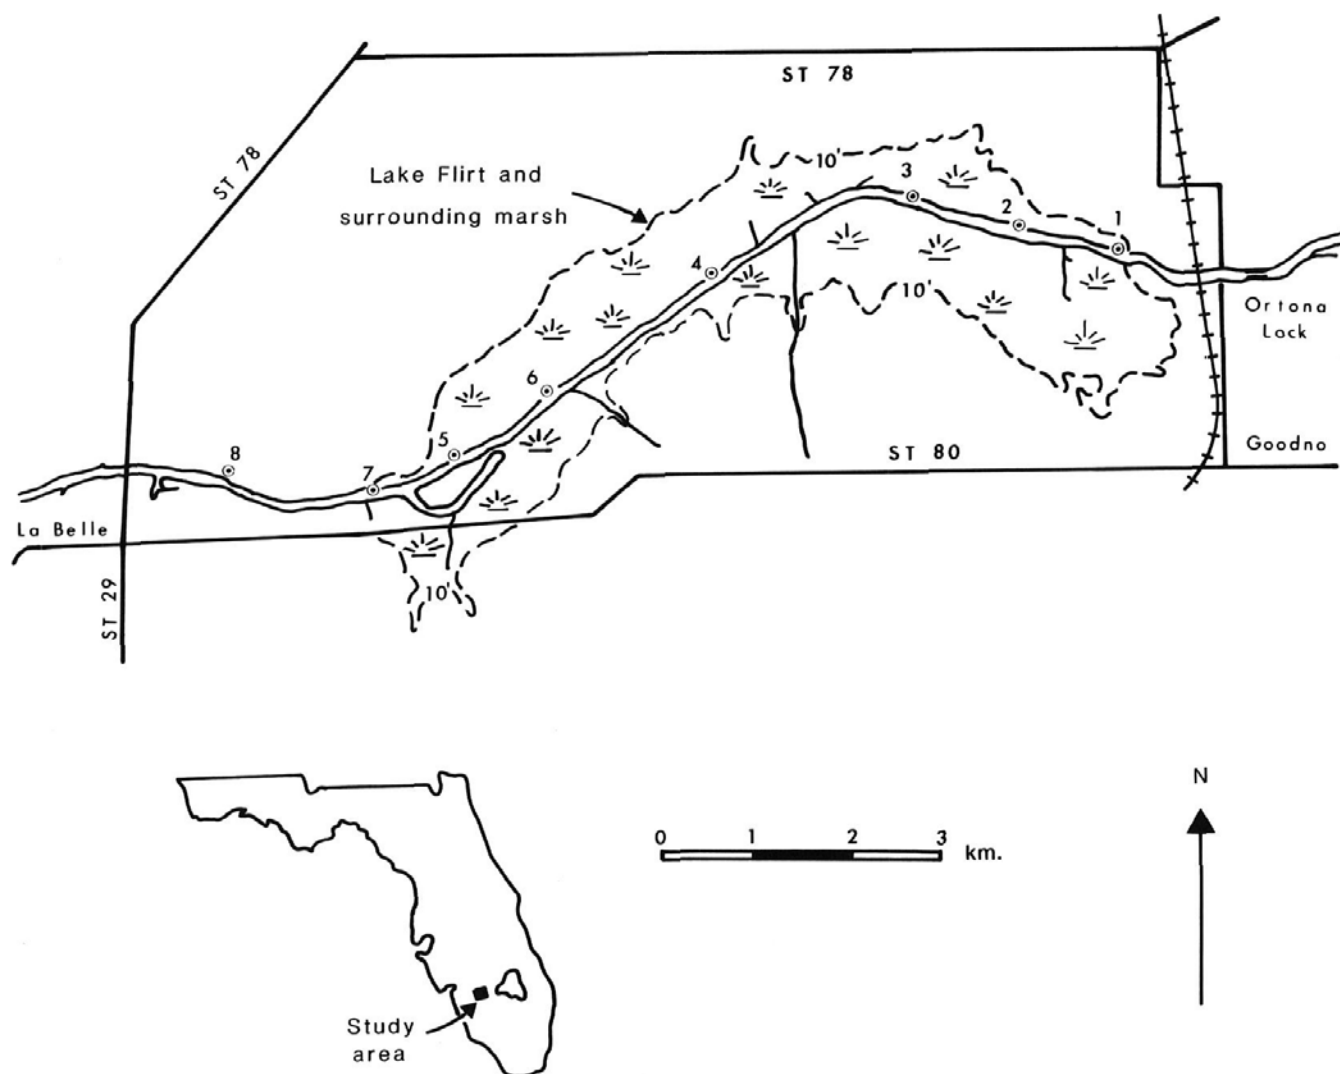 ST 78
ST 78
Lake Flirt and
surrounding marsh
10'
3
2
1
4
10'
Ortona
Lock
6
5
8
7
ST 80
Goodno
La Belle
10'
ST 29
N
0 1 2 3 km.
Study
area